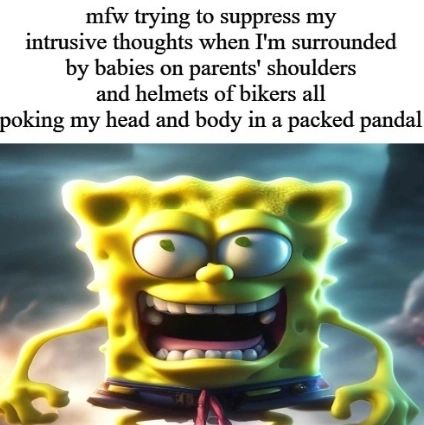 mfw trying to suppress my
intrusive thoughts when I'm surrounded
by babies on parents' shoulders
and helmets of bikers all
poking my head and body in a packed pandal